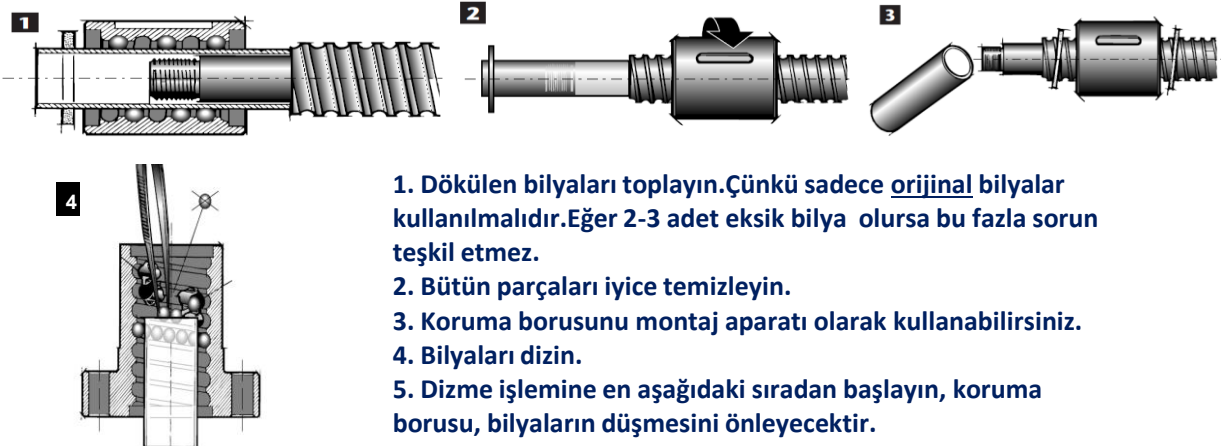 1
2
3
4
1. Dökülen bilyaları toplayın.Çünkü sadece orijinal bilyalar
kullanılmalıdır.Eğer 2-3 adet eksik bilya olursa bu fazla sorun
teşkil etmez.
2. Bütün parçaları iyice temizleyin.
3. Koruma borusunu montaj aparatı olarak kullanabilirsiniz.
4. Bilyaları dizin.
5. Dizme işlemine en aşağıdaki sıradan başlayın, koruma
borusu, bilyaların düşmesini önleyecektir.